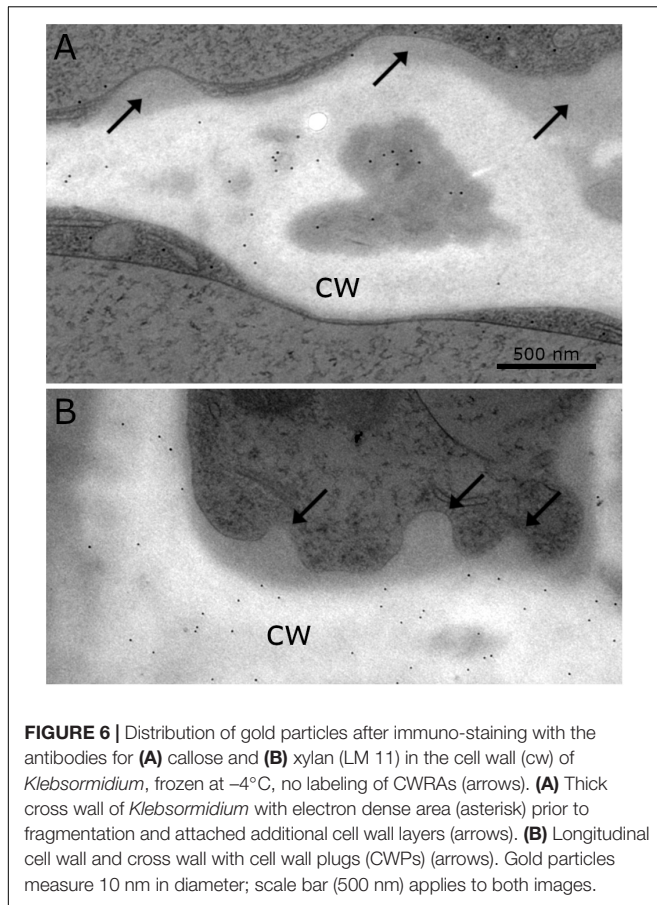 A
CW
500 nm
B
CW
FIGURE 6 | Distribution of gold particles after immuno-staining with the
antibodies for (A) callose and (B) xylan (LM 11) in the cell wall (cw) of
Klebsormidium, frozen at –4°C, no labeling of CWRAs (arrows). (A) Thick
cross wall of Klebsormidium with electron dense area (asterisk) prior to
fragmentation and attached additional cell wall layers (arrows). (B) Longitudinal
cell wall and cross wall with cell wall plugs (CWPs) (arrows). Gold particles
measure 10 nm in diameter; scale bar (500 nm) applies to both images.